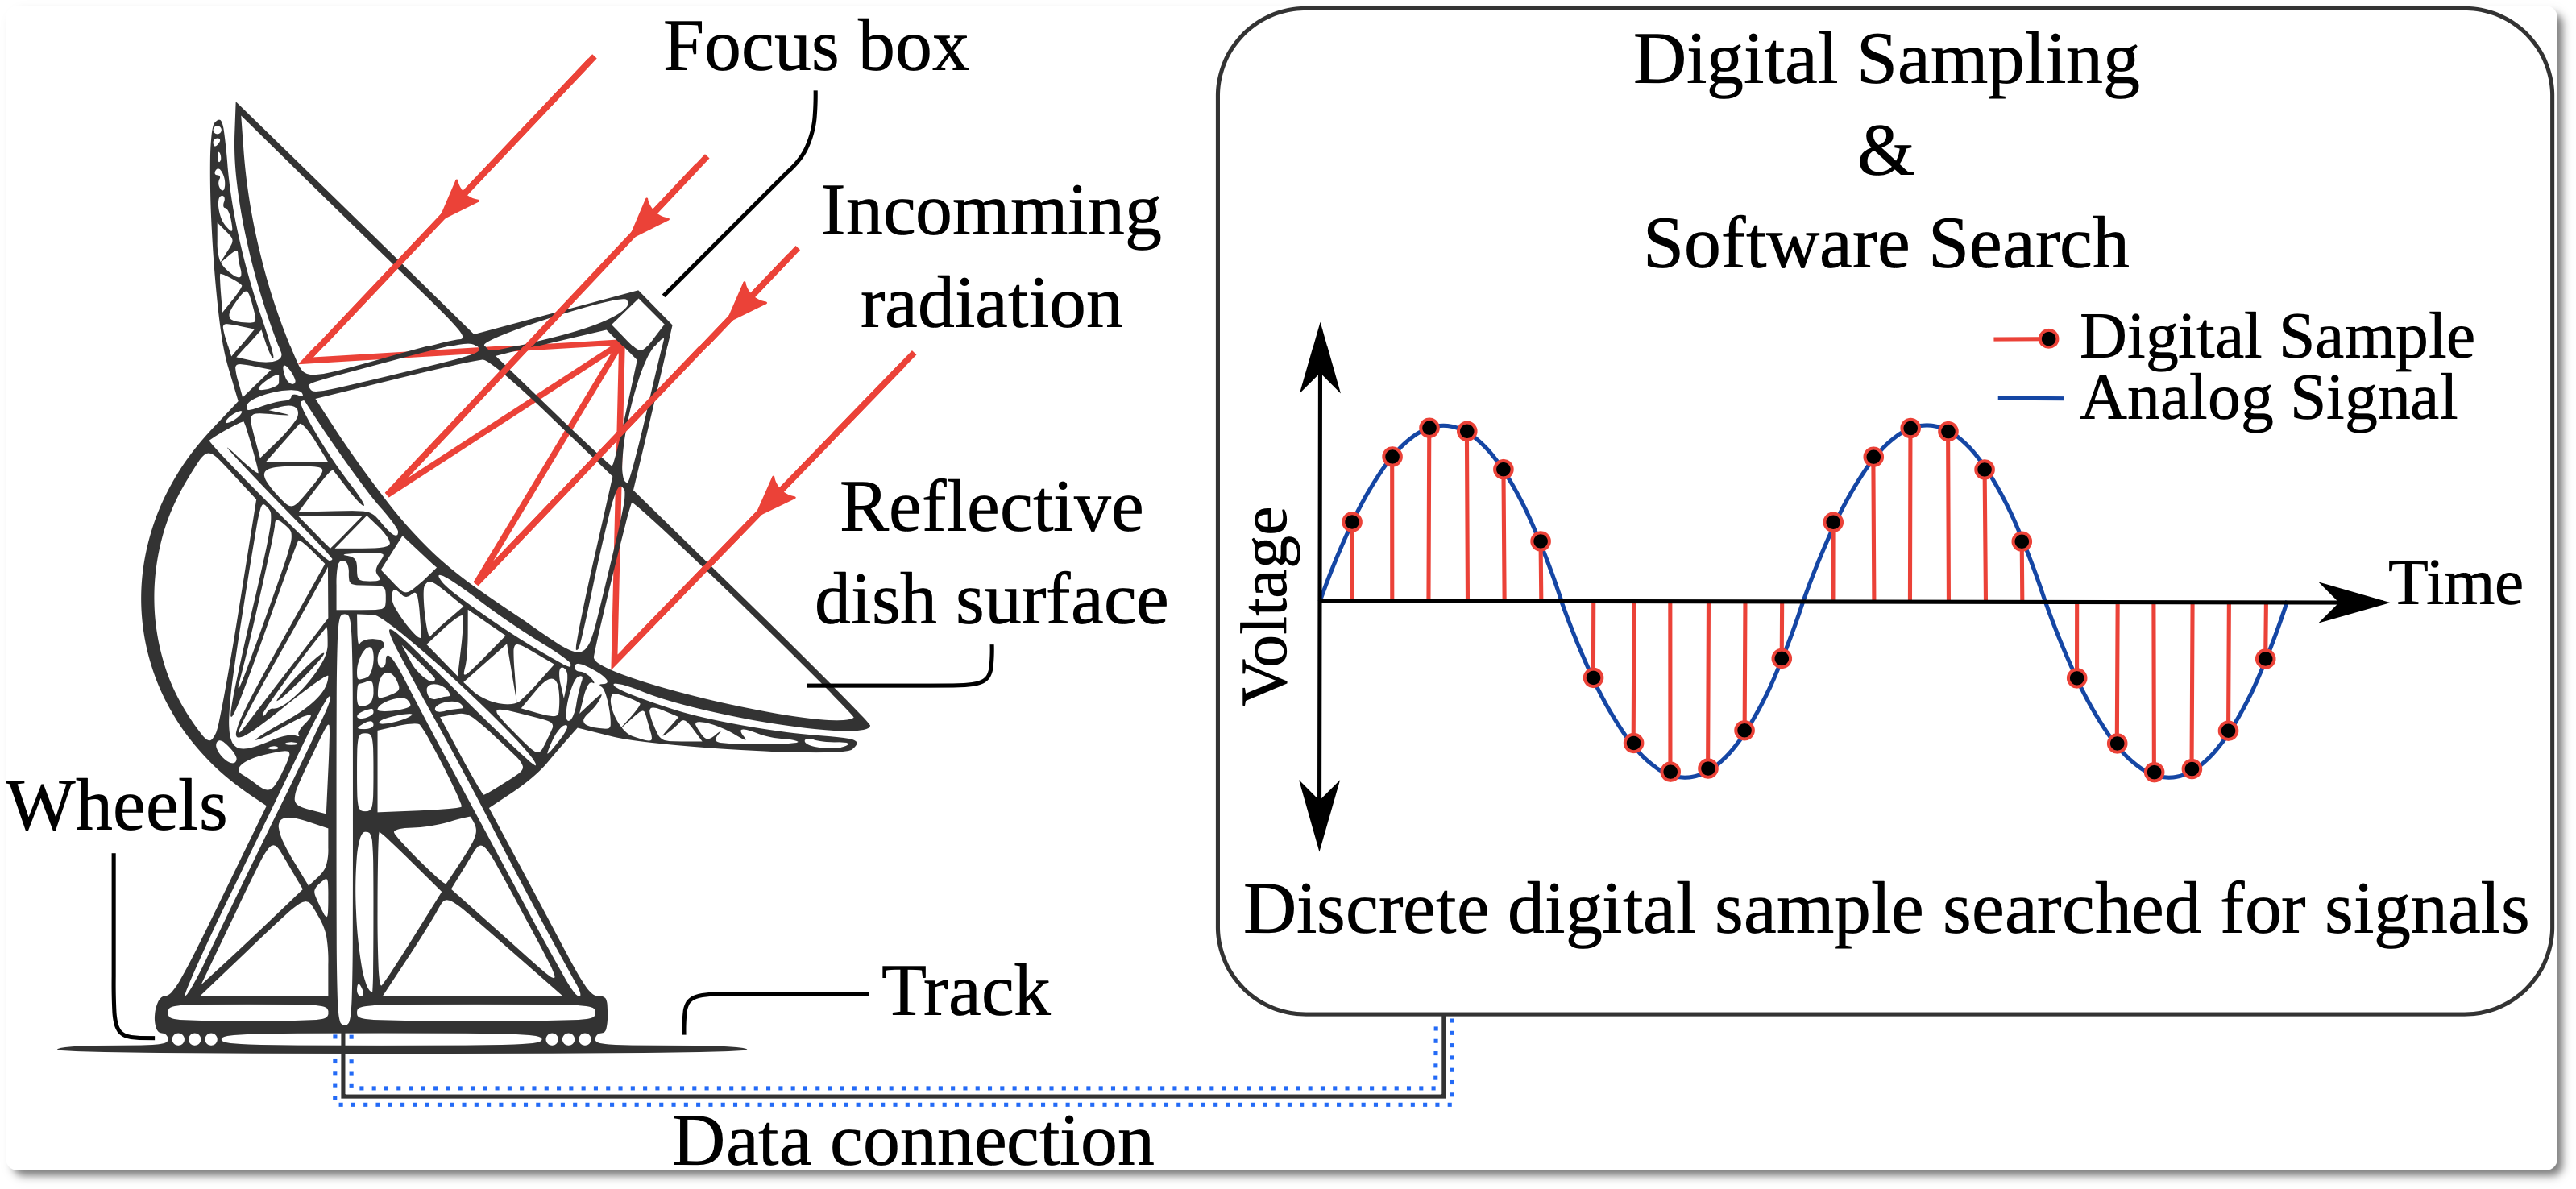 Focus box
Incomming
radiation
Reflective
dish surface
Wheels
Track
Data connection
Digital Sampling
&
Software Search
Digital Sample
Analog Signal
Voltage
Time
Discrete digital sample searched for signals